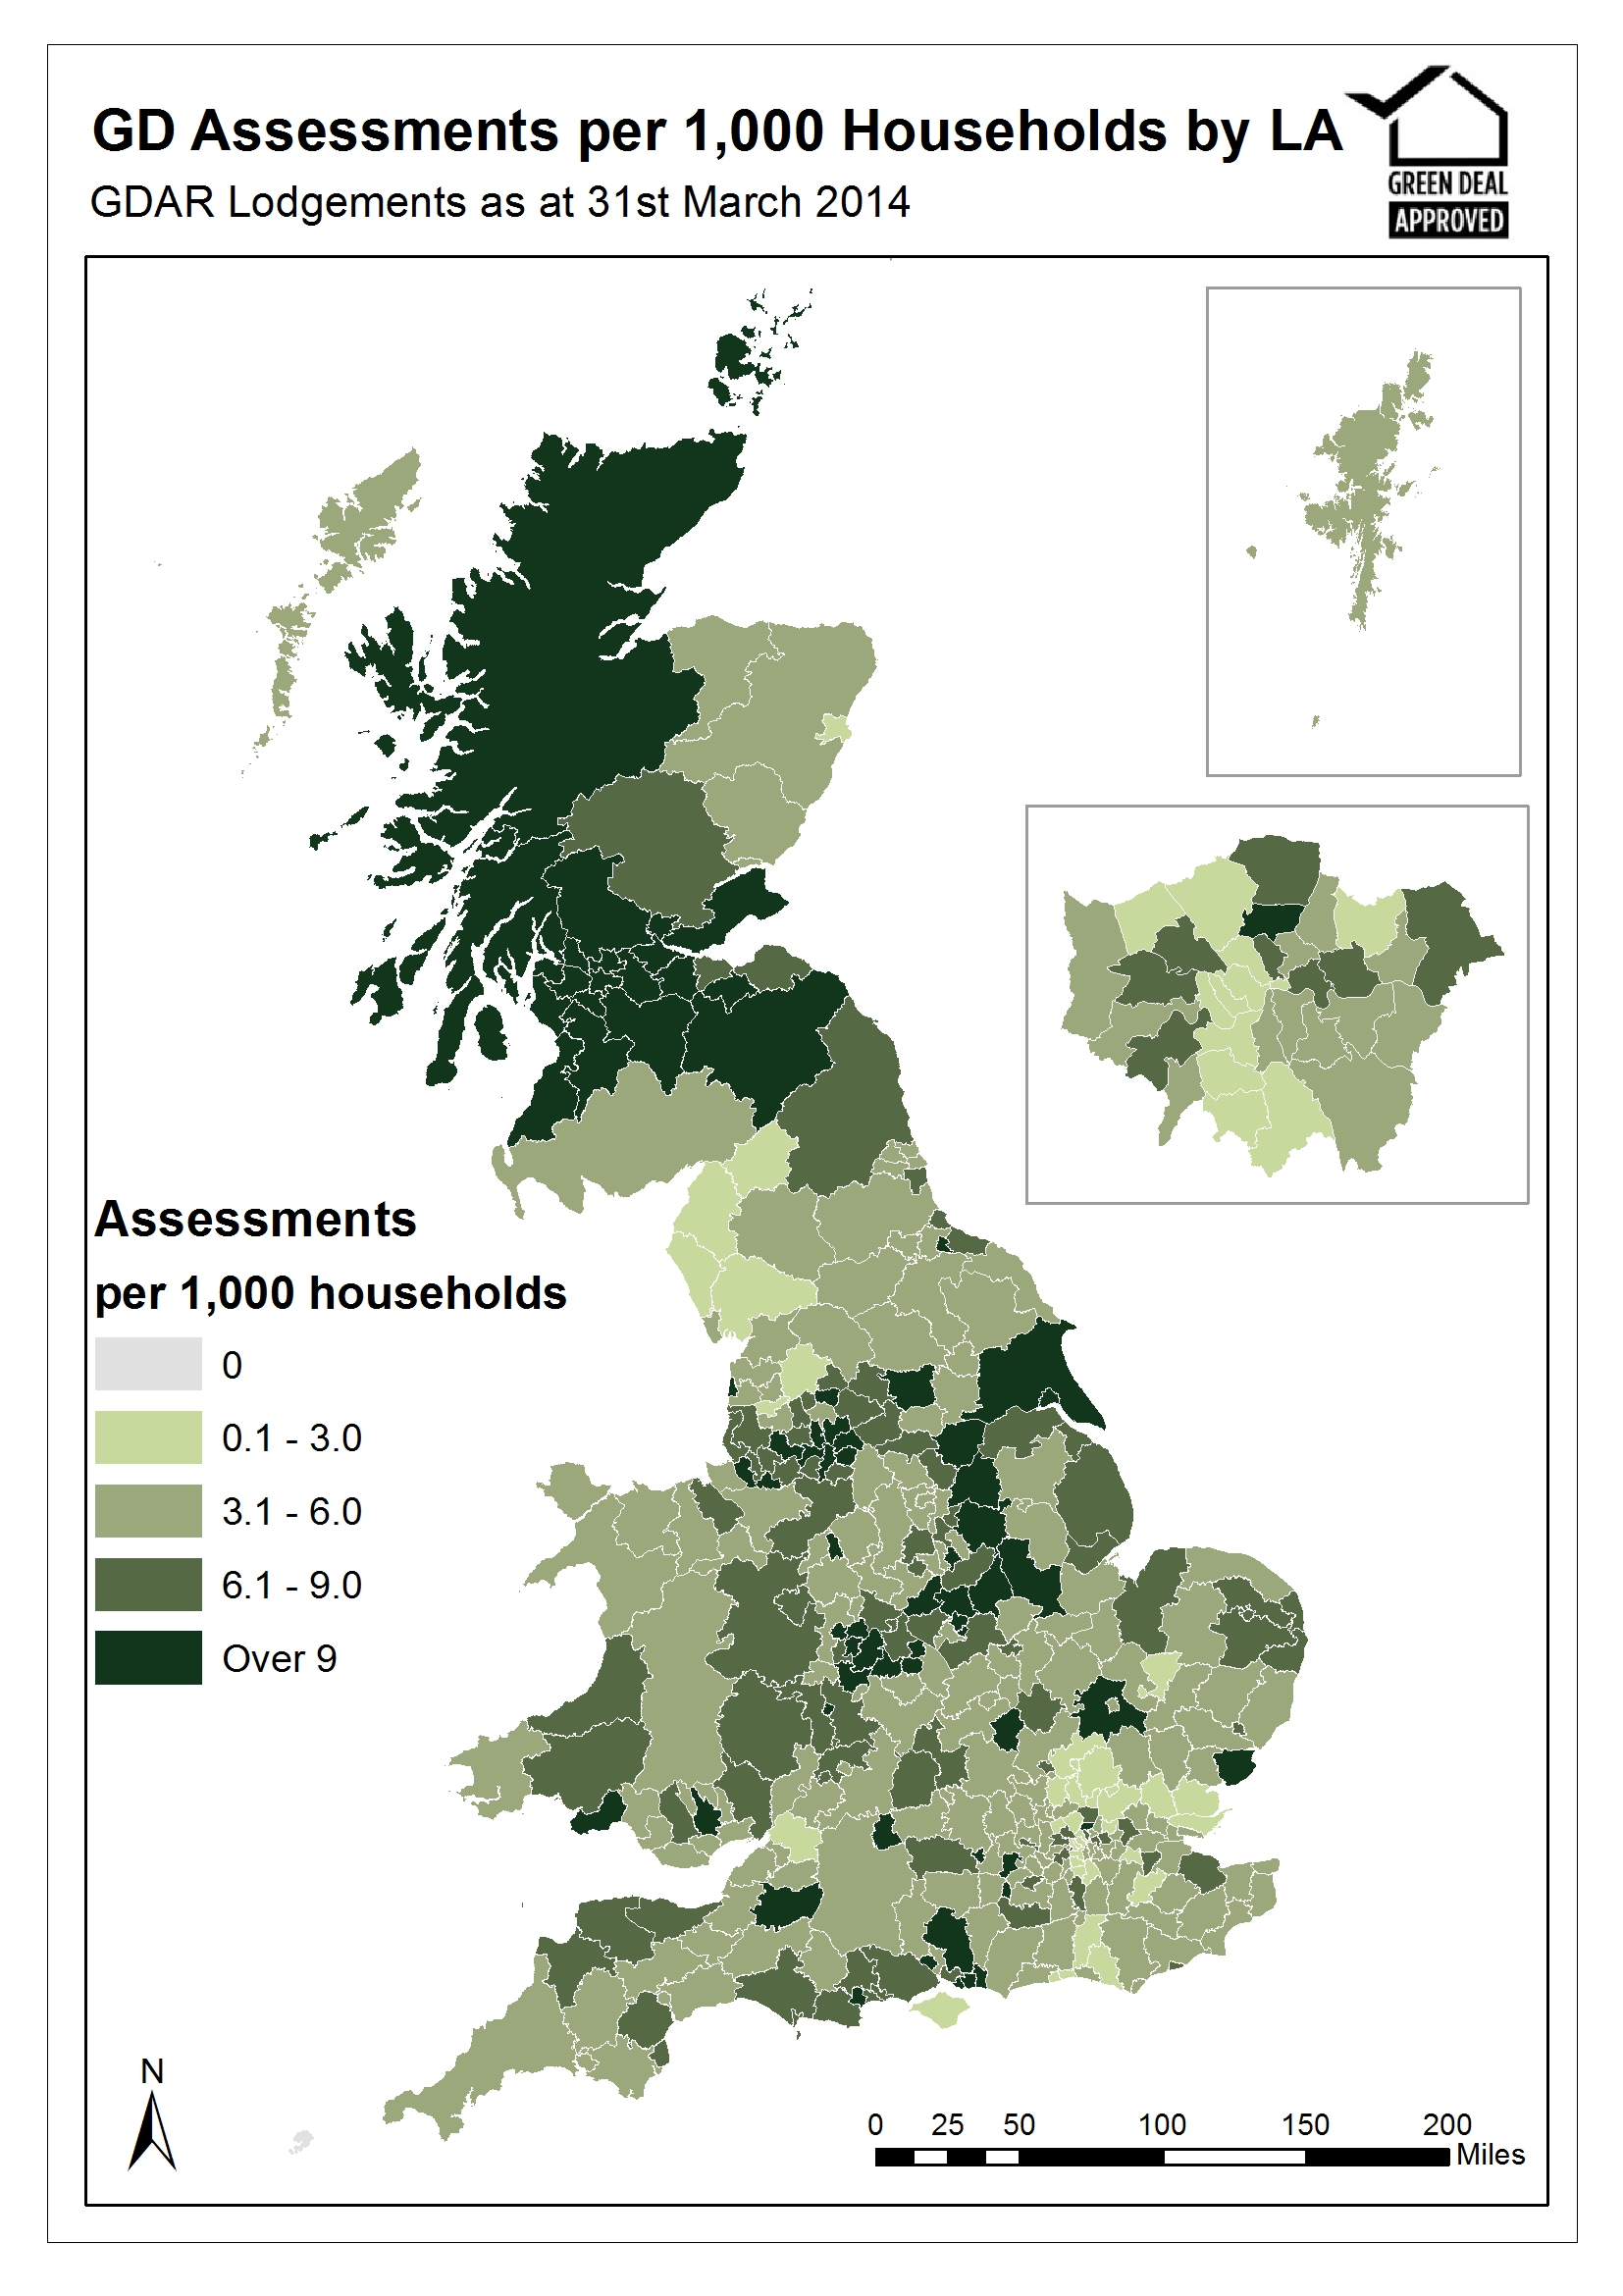 GD Assessments per 1,000 Households by LA
GDAR Lodgements as at 31st March 2014
GREEN DEAL
APPROVED
Assessments
per 1,000 households
0
0.1 - 3.0
3.1 - 6.0
6.1 - 9.0
Over 9
N
0 25 50 100 150 200
Miles